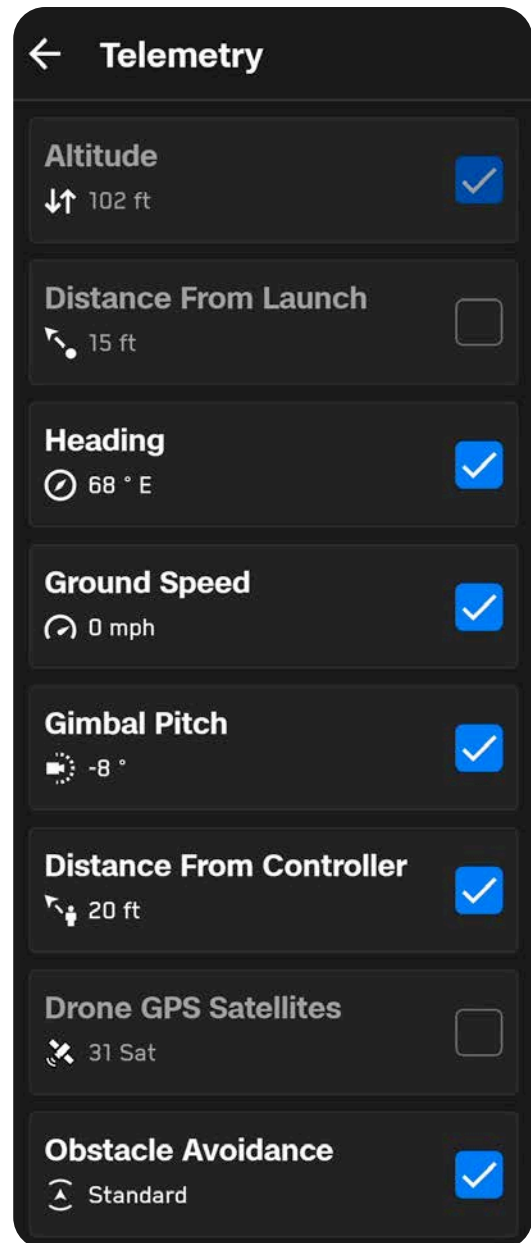 Telemetry
Altitude
102 ft
Distance From Launch
15 ft
Heading
68 ° E
Ground Speed
0 mph
Gimbal Pitch
-8 °
Distance From Controller
20 ft
Drone GPS Satellites
31 Sat
Obstacle Avoidance
Standard